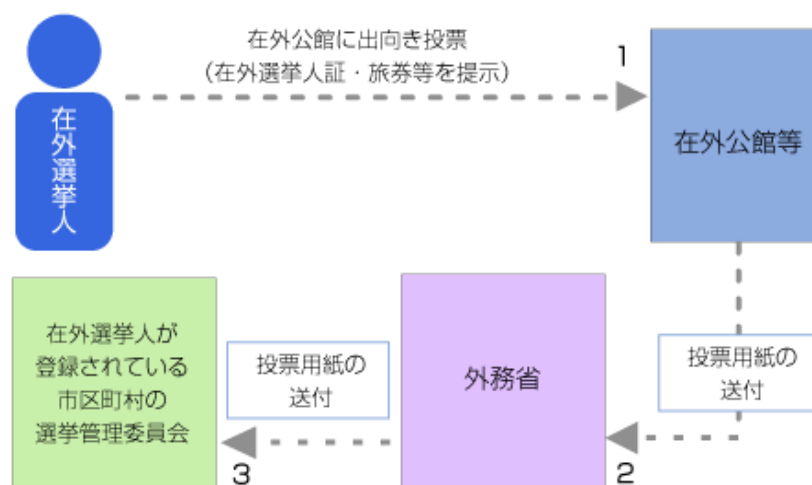 在外公館に出向き投票
（在外選挙人証・旅券等を提示）
1
在外選挙人
在外公館等
在外選挙人が
登録されている
市区町村の
選挙管理委員会
投票用紙の
送付
外務省
投票用紙の
送付
3
2